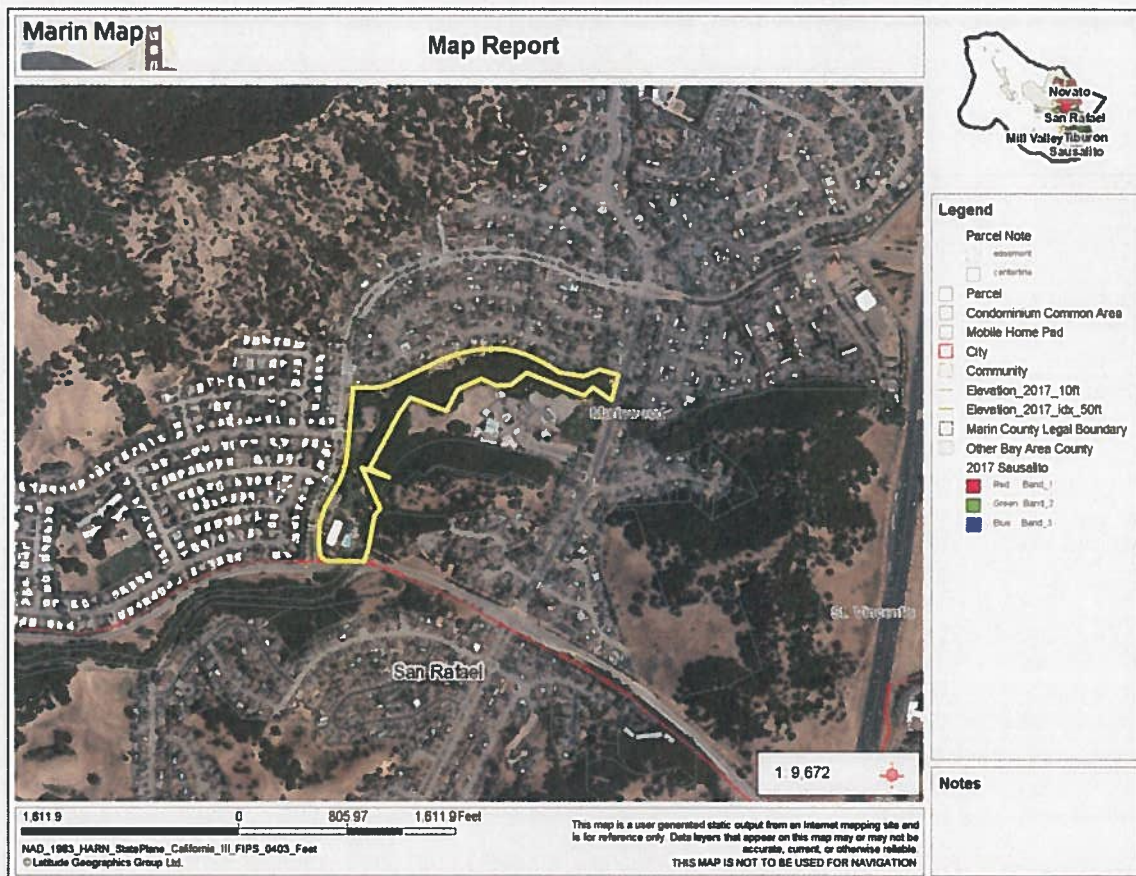 Marin Map
Map Report
Novato
San Rafael
Mill Valley Tiburon
Sausalito
Legend
Parcel Note
easement
centerline
Parcel
Condominium Common Area
Mobile Home Pad
City
Community
Elevation_2017_10ft
Elevation_2017_idx_50ft
Marin County Legal Boundary
Other Bay Area County
2017 Sausalito
Red Band_1
Green Band_2
Blue Band_3
Marinwood
St. Vincent's
San Rafael
1: 9,672
Notes
1,611.9 0 805.97 1,611.9 Feet
NAD_1983_HARN_StatePlane_California_III_FIPS_0403_Feet
© Latitude Geographics Group Ltd.
This map is a user generated static output from an Internet mapping site and
is for reference only. Data layers that appear on this map may or may not be
accurate, current, or otherwise reliable.
THIS MAP IS NOT TO BE USED FOR NAVIGATION